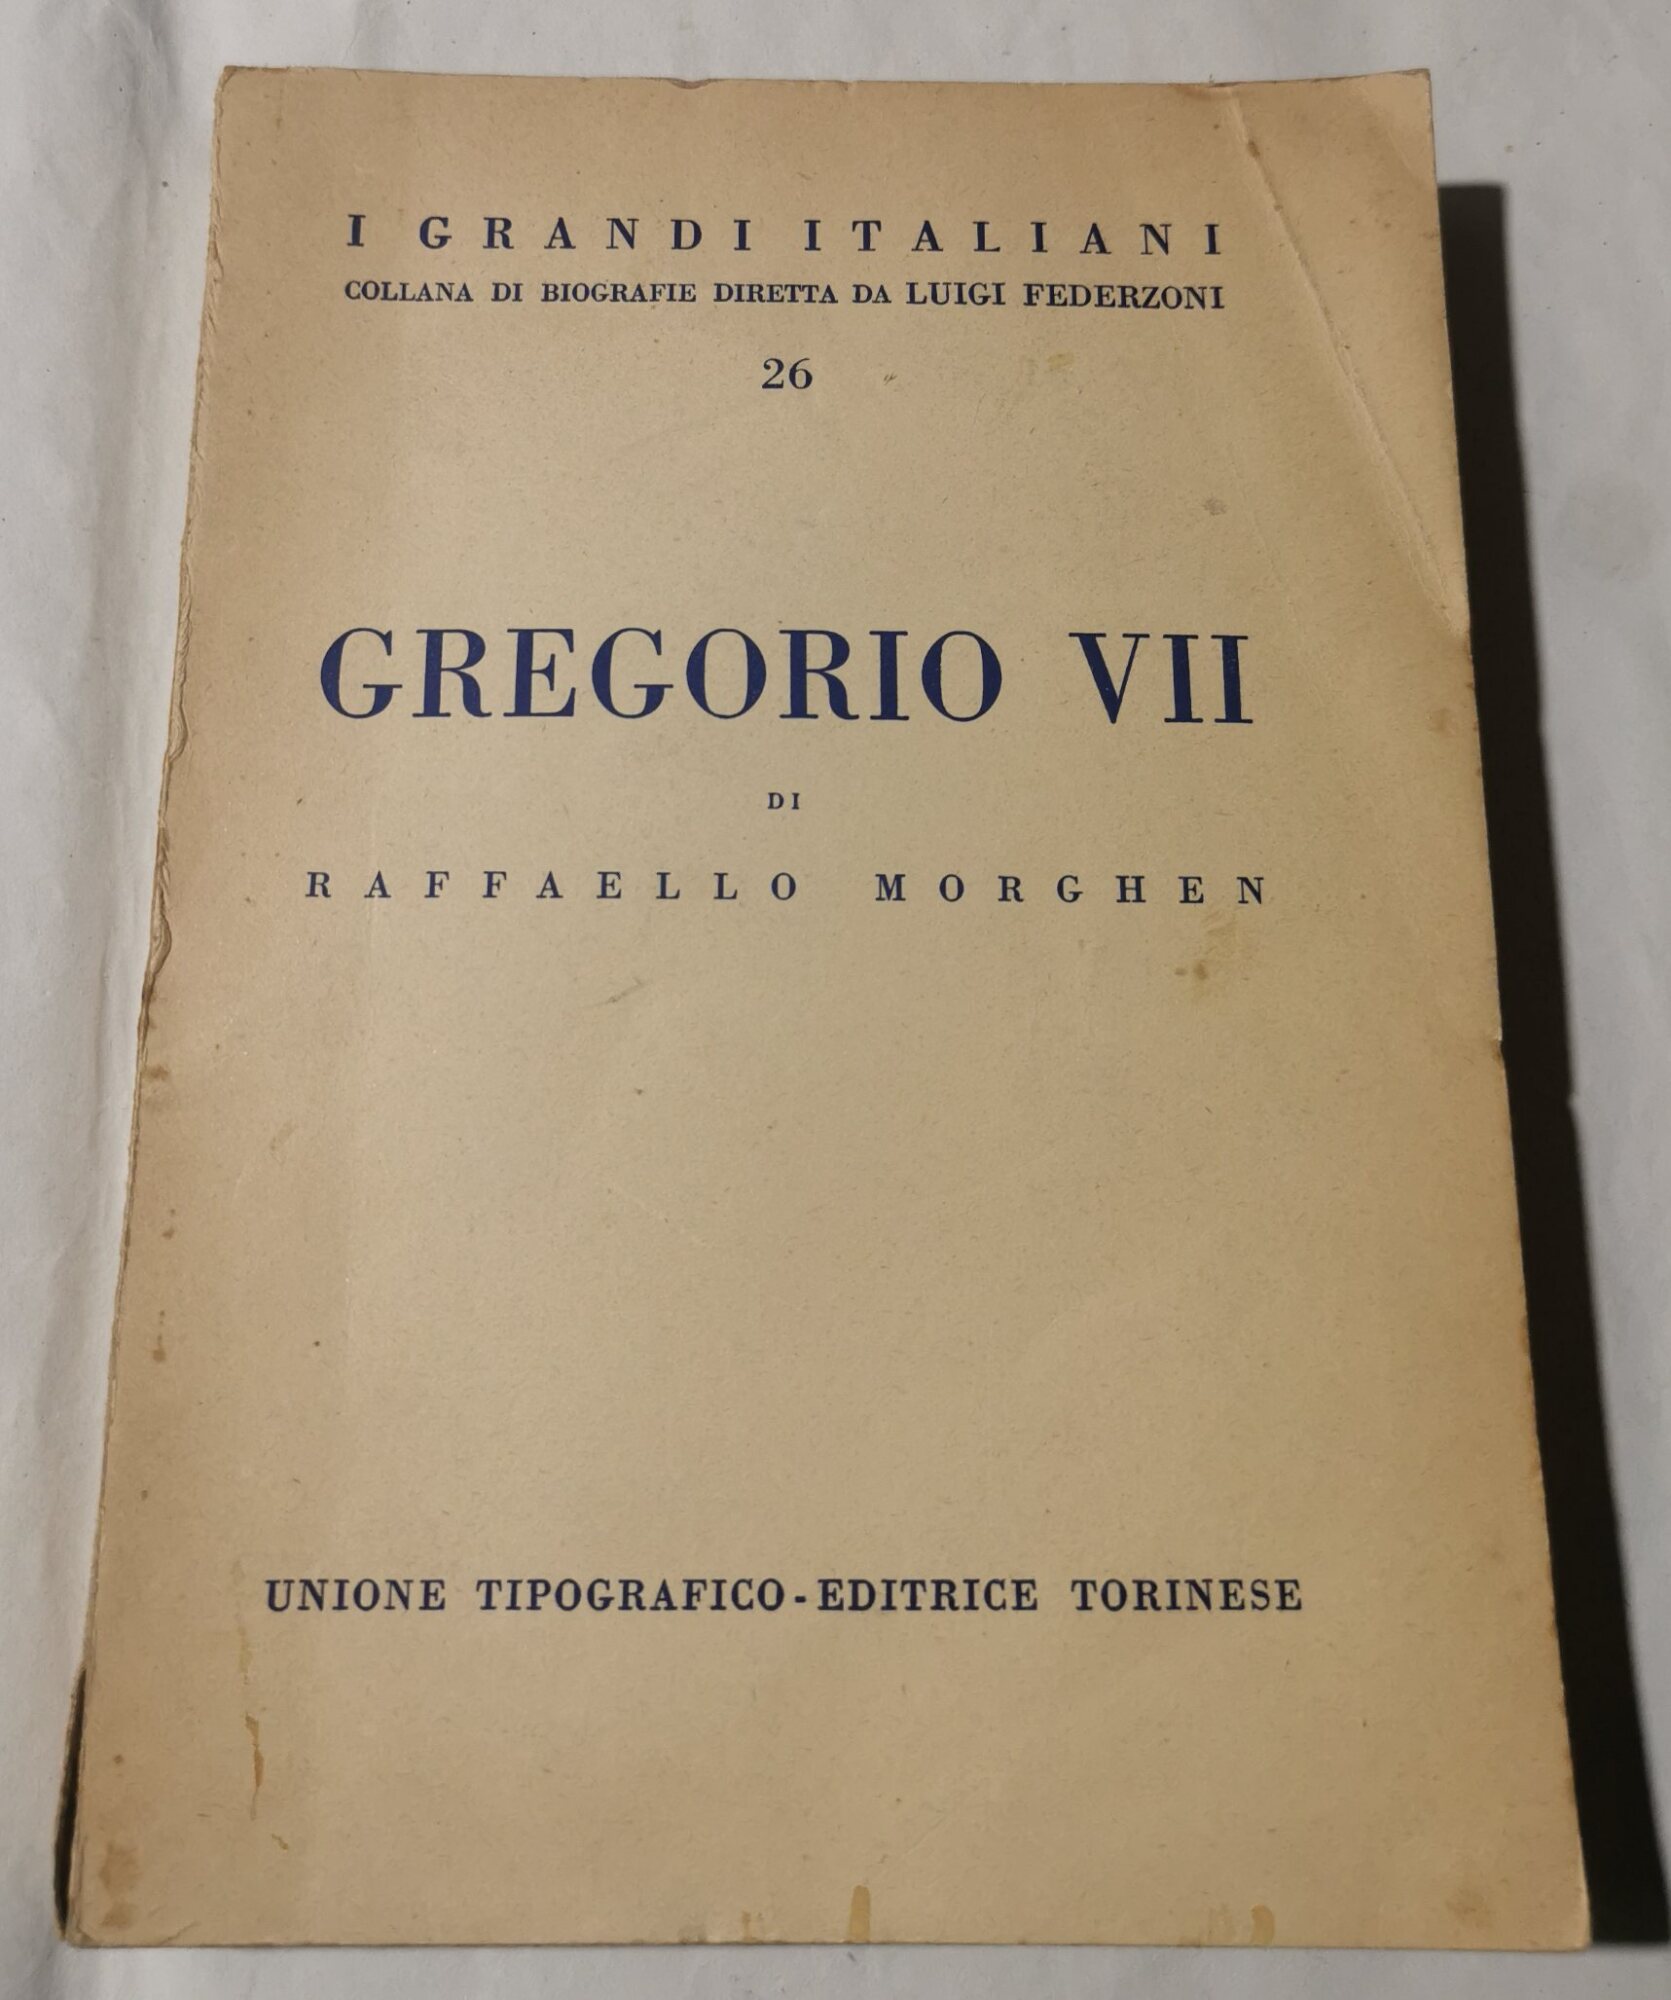 I GRANDI ITALIANI
COLLANA DI BIOGRAFIE DIRETTA DA LUIGI FEDERZONI
26
GREGORIO VII
DI
RAFFAELLO MORGHEN
UNIONE TIPOGRAFICO-EDITRICE TORINESE